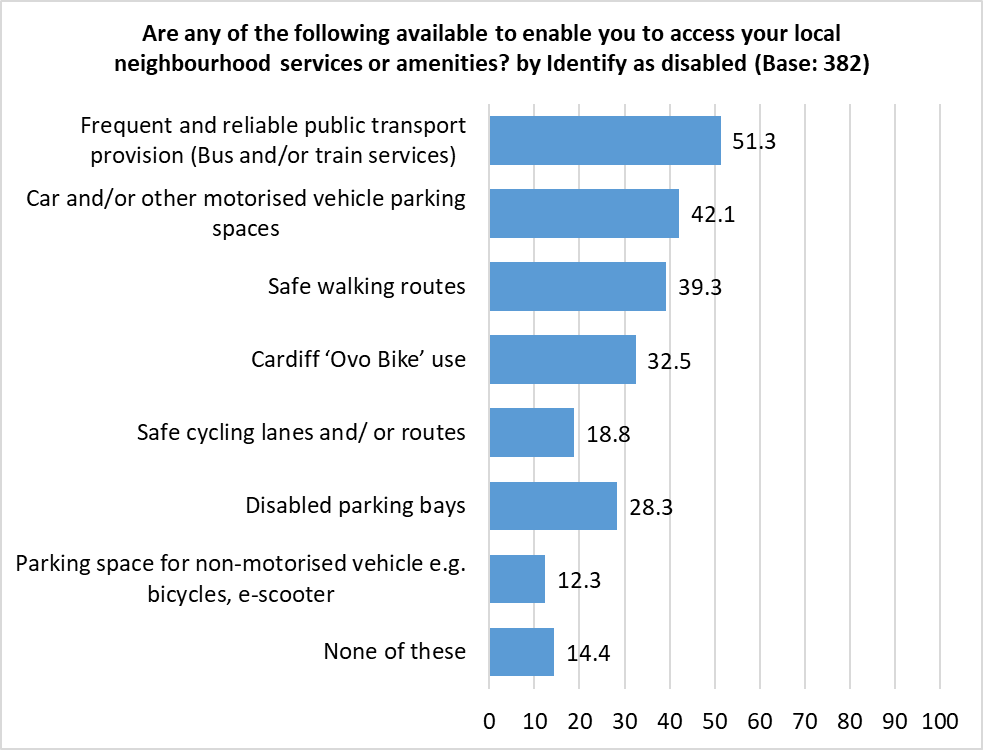 Are any of the following available to enable you to access your local
neighbourhood services or amenities? by Identify as disabled (Base: 382)
Frequent and reliable public transport
provision (Bus and/or train services)
51.3
Car and/or other motorised vehicle parking
spaces
42.1
Safe walking routes
39.3
Cardiff ‘Ovo Bike’ use
32.5
Safe cycling lanes and/ or routes
18.8
Disabled parking bays
28.3
Parking space for non-motorised vehicle e.g.
bicycles, e-scooter
12.3
None of these
14.4
0 10 20 30 40 50 60 70 80 90 100